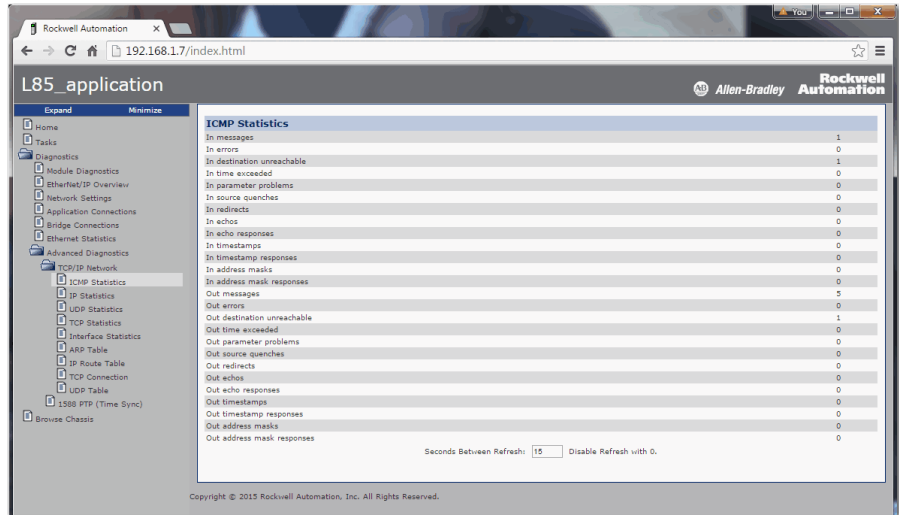 Rockwell Automation
You
192.168.1.7/index.html
L85_application
AB Allen-Bradley
Rockwell
Automation
Expand Minimize
Home
Tasks
Diagnostics
Module Diagnostics
EtherNet/IP Overview
Network Settings
Application Connections
Bridge Connections
Ethernet Statistics
Advanced Diagnostics
TCP/IP Network
ICMP Statistics
IP Statistics
UDP Statistics
TCP Statistics
Interface Statistics
ARP Table
IP Route Table
TCP Connection
UDP Table
1588 PTP (Time Sync)
Browse Chassis
ICMP Statistics
In messages 1
In errors 0
In destination unreachable 1
In time exceeded 0
In parameter problems 0
In source quenches 0
In redirects 0
In echos 0
In echo responses 0
In timestamps 0
In timestamp responses 0
In address masks 0
In address mask responses 0
Out messages 5
Out errors 0
Out destination unreachable 1
Out time exceeded 0
Out parameter problems 0
Out source quenches 0
Out redirects 0
Out echos 0
Out echo responses 0
Out timestamps 0
Out timestamp responses 0
Out address masks 0
Out address mask responses 0
Seconds Between Refresh: 15 Disable Refresh with 0.
Copyright © 2015 Rockwell Automation, Inc. All Rights Reserved.